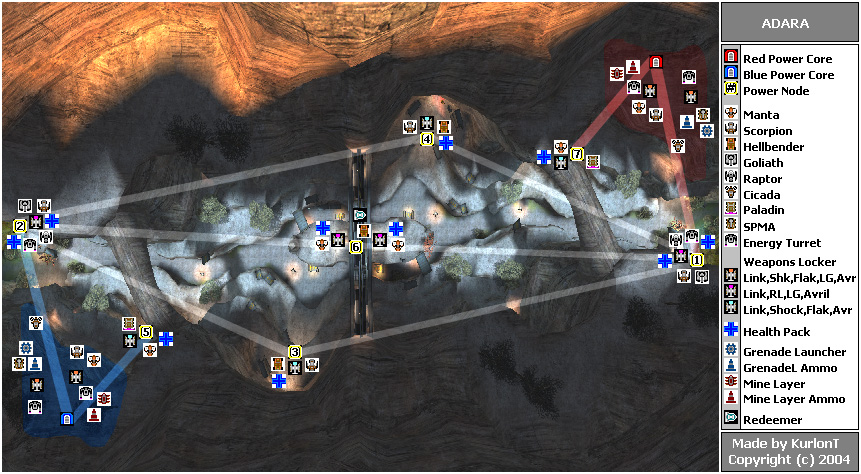 ADARA
Red Power Core
Blue Power Core
(#) Power Node
Manta
Scorpion
Hellbender
Goliath
Raptor
Cicada
Paladin
SPMA
Energy Turret
Weapons Locker
Link,Shk,Flak,LG,Avr
Link,RL,LG,Avril
Link,Shock,Flak,Avr
Health Pack
Grenade Launcher
GrenadeL Ammo
Mine Layer
Mine Layer Ammo
Redeemer
Made by KurlonT
Copyright (c) 2004
(4)
(7)
(2)
(6)
(1)
(5)
(3)